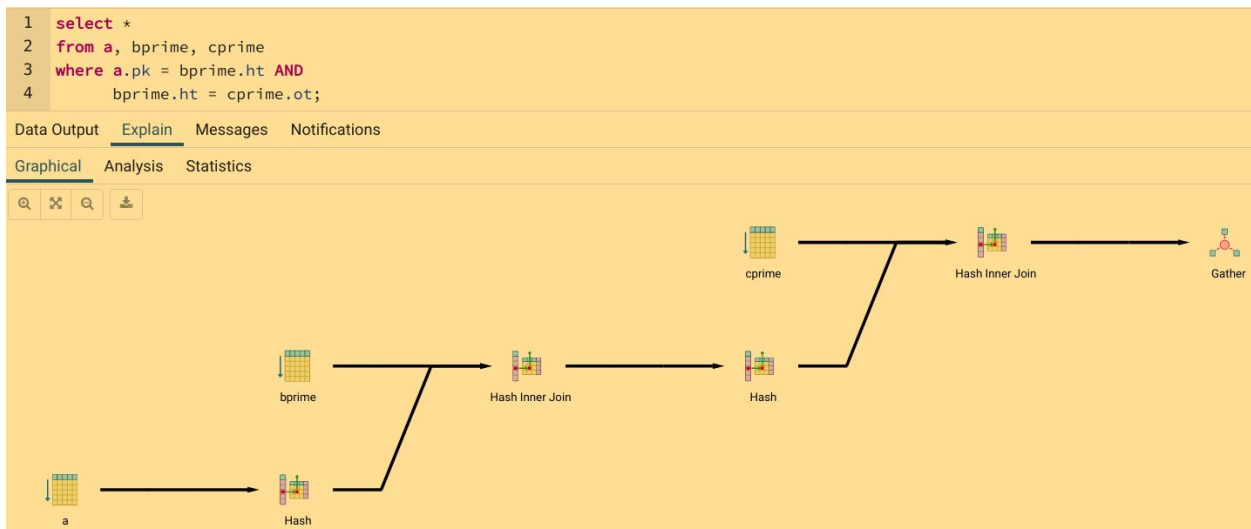 1 select *
2 from a, bprime, cprime
3 where a.pk = bprime.ht AND
4 bprime.ht = cprime.ot;
Data Output Explain Messages Notifications
Graphical Analysis Statistics
cprime Hash Inner Join Gather
bprime Hash Inner Join Hash
a Hash